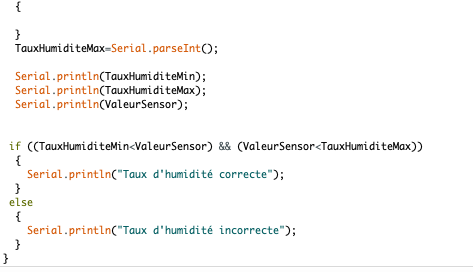 {
}
TauxHumiditeMax=Serial.parseInt();
Serial.println(TauxHumiditeMin);
Serial.println(TauxHumiditeMax);
Serial.println(ValeurSensor);
if ((TauxHumiditeMin<ValeurSensor) && (ValeurSensor<TauxHumiditeMax))
{
Serial.println("Taux d'humidité correcte");
}
else
{
Serial.println("Taux d'humidité incorrecte");
}
}